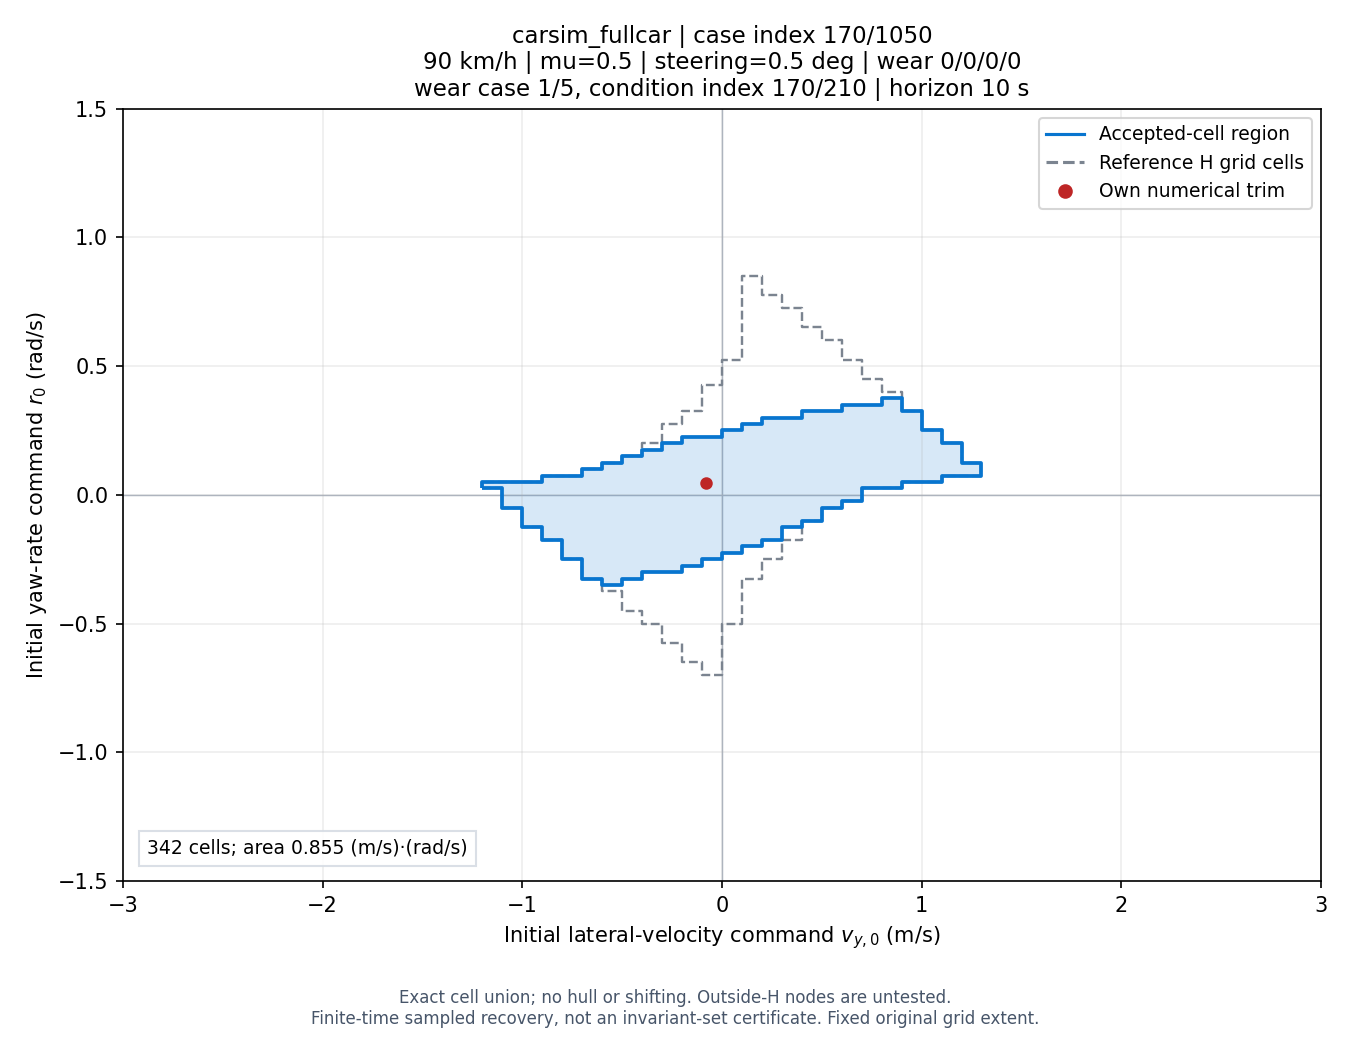 carsim_fullcar | case index 170/1050
90 km/h | mu=0.5 | steering=0.5 deg | wear 0/0/0/0
wear case 1/5, condition index 170/210 | horizon 10 s
Accepted-cell region
Reference H grid cells
Own numerical trim
1.5
1.0
0.5
0.0
−0.5
−1.0
−1.5
Initial yaw-rate command r₀ (rad/s)
342 cells; area 0.855 (m/s)·(rad/s)
−3
−2
−1
0
1
2
3
Initial lateral-velocity command v_{y,0} (m/s)
Exact cell union; no hull or shifting. Outside-H nodes are untested.
Finite-time sampled recovery, not an invariant-set certificate. Fixed original grid extent.